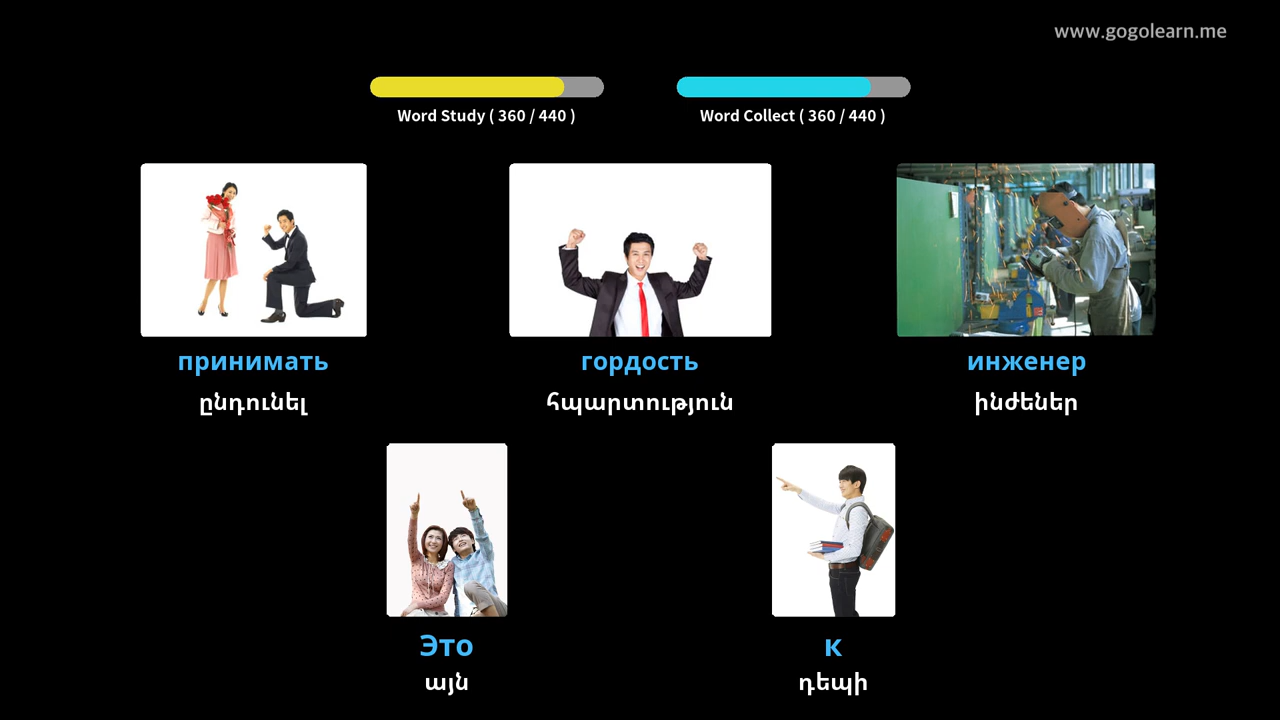 www.gogolearn.me
Word Study ( 360 / 440 )
Word Collect ( 360 / 440 )
принимать
гордость
инженер
ընդունել
հպարտություն
ինժեներ
Это
к
այն
դեպի